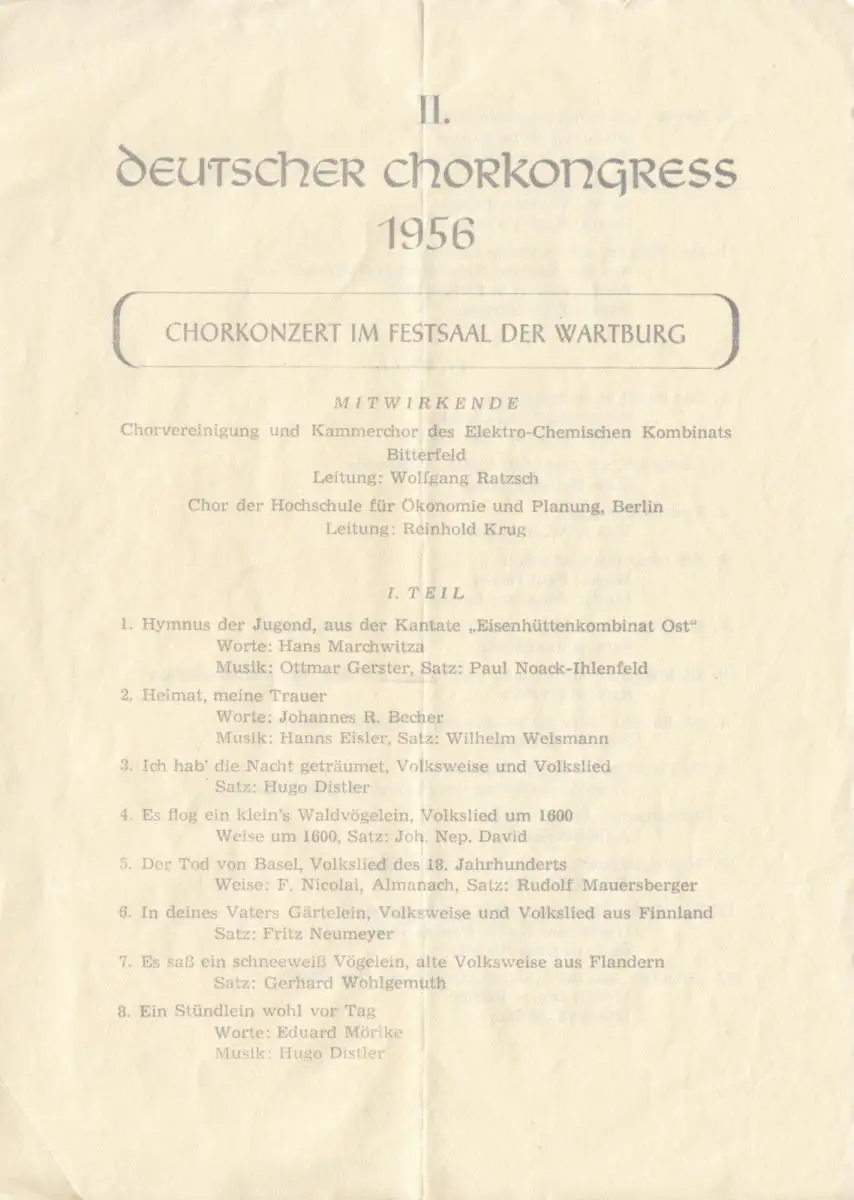 II.
Deutscher Chorkongress
1956
CHORKONZERT IM FESTSAAL DER WARTBURG
MITWIRKENDE
Chorvereinigung und Kammerchor des Elektro-Chemischen Kombinats
Bitterfeld
Leitung: Wolfgang Ratzsch
Chor der Hochschule für Ökonomie und Planung, Berlin
Leitung: Reinhold Krug
I. TEIL
1. Hymnus der Jugend, aus der Kantate „Eisenhüttenkombinat Ost“
Worte: Hans Marchwitza
Musik: Ottmar Gerster, Satz: Paul Noack-Ihlenfeld
2. Heimat, meine Trauer
Worte: Johannes R. Becher
Musik: Hanns Eisler, Satz: Wilhelm Weismann
3. Ich hab' die Nacht geträumet, Volksweise und Volkslied
Satz: Hugo Distler
4. Es flog ein klein's Waldvögelein, Volkslied um 1600
Weise um 1600, Satz: Joh. Nep. David
5. Der Tod von Basel, Volkslied des 18. Jahrhunderts
Weise: F. Nicolai, Almanach, Satz: Rudolf Mauersberger
6. In deines Vaters Gärtelein, Volksweise und Volkslied aus Finnland
Satz: Fritz Neumeyer
7. Es saß ein schneeweiß Vögelein, alte Volksweise aus Flandern
Satz: Gerhard Wohlgemuth
8. Ein Stündlein wohl vor Tag
Worte: Eduard Mörike
Musik: Hugo Distler